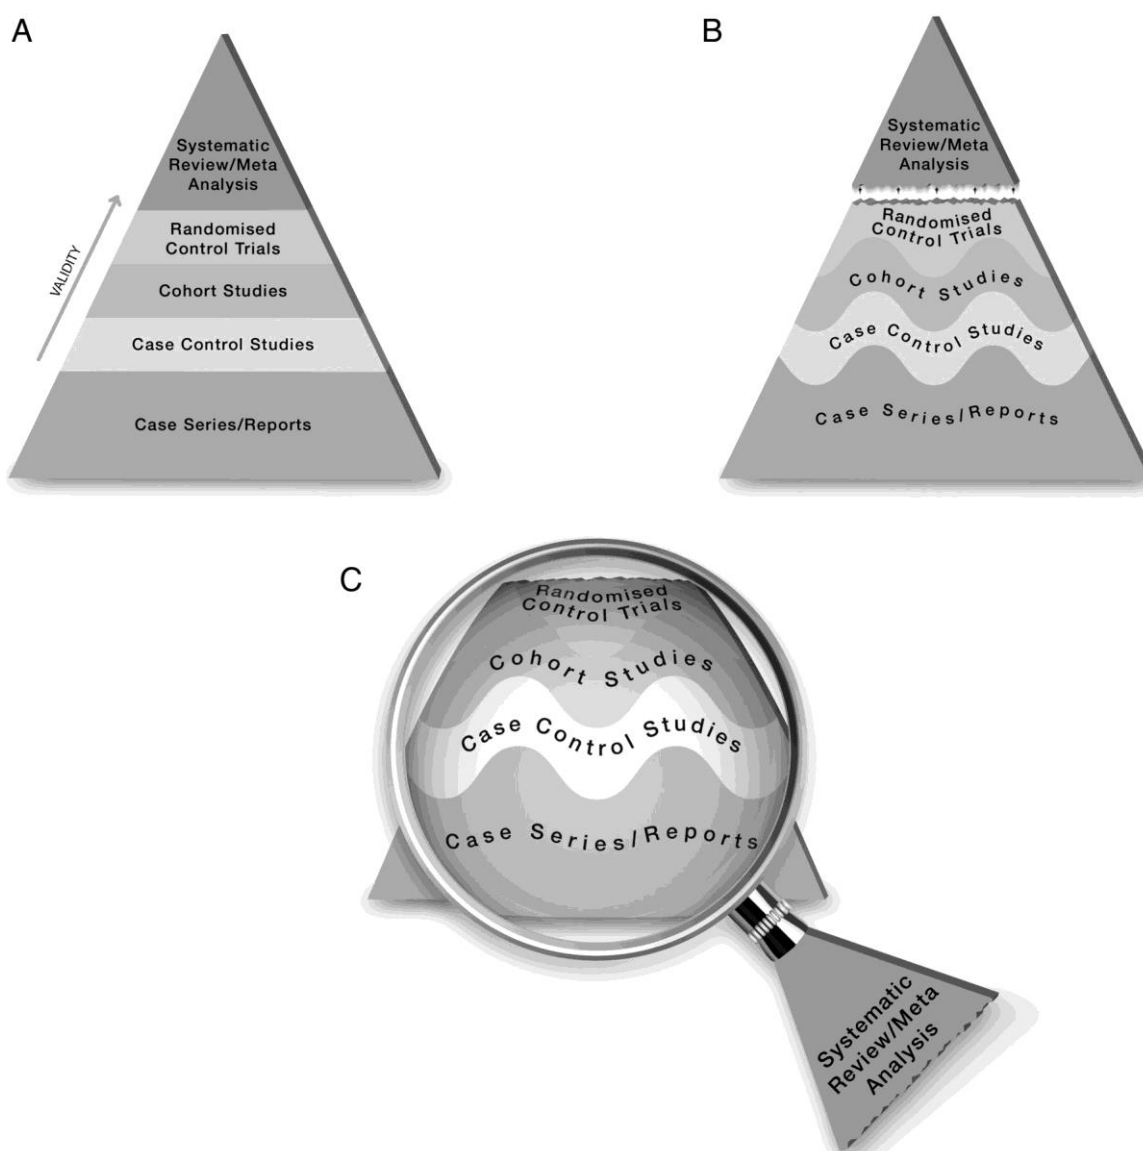 A
Systematic
Review/Meta
Analysis
Randomised
Control Trials
Cohort Studies
Case Control Studies
Case Series/Reports
VALIDITY
B
Systematic
Review/Meta
Analysis
Randomised
Control Trials
Cohort Studies
Case Control Studies
Case Series/Reports
C
Randomised
Control Trials
Cohort Studies
Case Control Studies
Case Series/Reports
Systematic
Review/Meta
Analysis